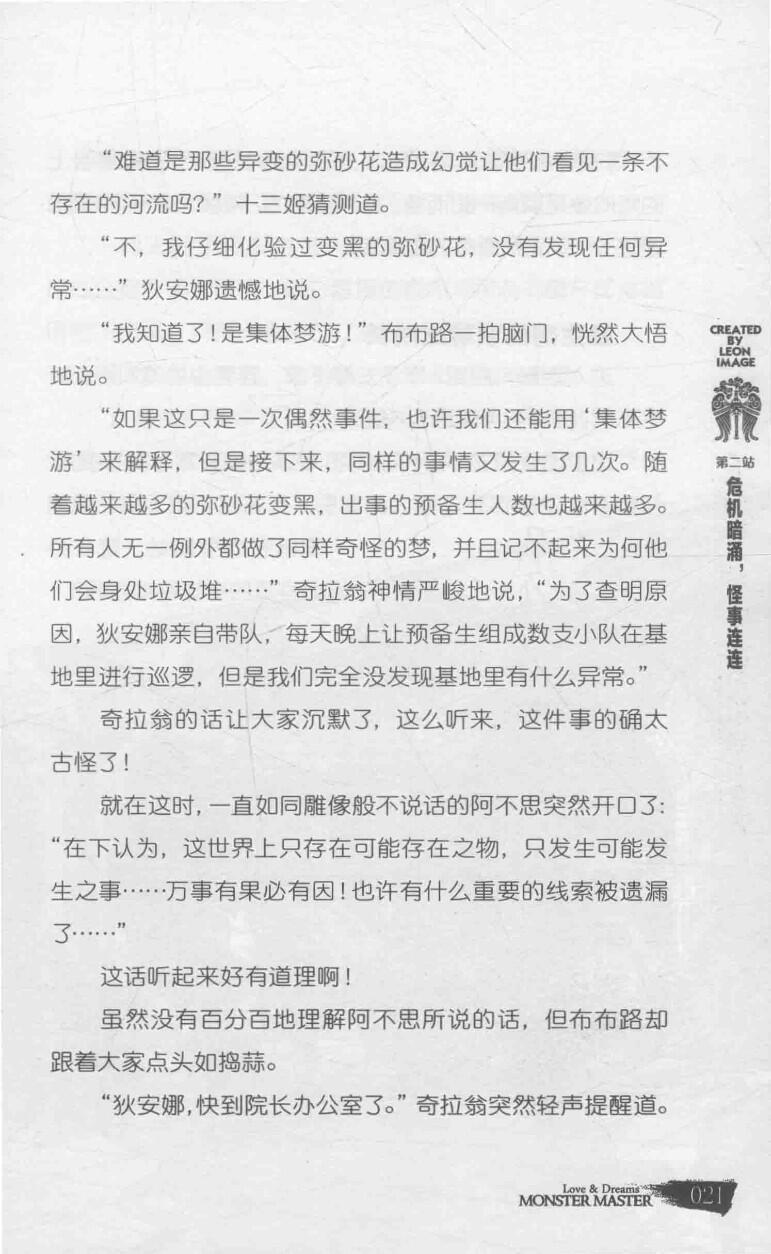 “难道是那些异变的弥砂花造成幻觉让他们看见一条不
存在的河流吗？”十三姬猜测道。
“不，我仔细化验过变黑的弥砂花，没有发现任何异
常……”狄安娜遗憾地说。
“我知道了！是集体梦游！”布布路一拍脑门，恍然大悟
地说。
“如果这只是一次偶然事件，也许我们还能用‘集体梦
游’来解释，但是接下来，同样的事情又发生了几次。随
着越来越多的弥砂花变黑，出事的预备生人数也越来越多。
所有人无一例外都做了同样奇怪的梦，并且记不起来为何他
们会身处垃圾堆……”奇拉翁神情严峻地说，“为了查明原
因，狄安娜亲自带队，每天晚上让预备生组成数支小队在基
地里进行巡逻，但是我们完全没发现基地里有什么异常。”
奇拉翁的话让大家沉默了，这么听来，这件事的确太
古怪了！
就在这时，一直如同雕像般不说话的阿不思突然开口了：
“在下认为，这世界上只存在可能存在之物，只发生可能发
生之事……万事有果必有因！也许有什么重要的线索被遗漏
了……”
这话听起来好有道理啊！
虽然没有百分百地理解阿不思所说的话，但布布路却
跟着大家点头如捣蒜。
“狄安娜，快到院长办公室了。”奇拉翁突然轻声提醒道。
CREATED
BY
LEON
IMAGE
第二站
危机暗涌，怪事连连
Love & Dreams
MONSTER MASTER
021